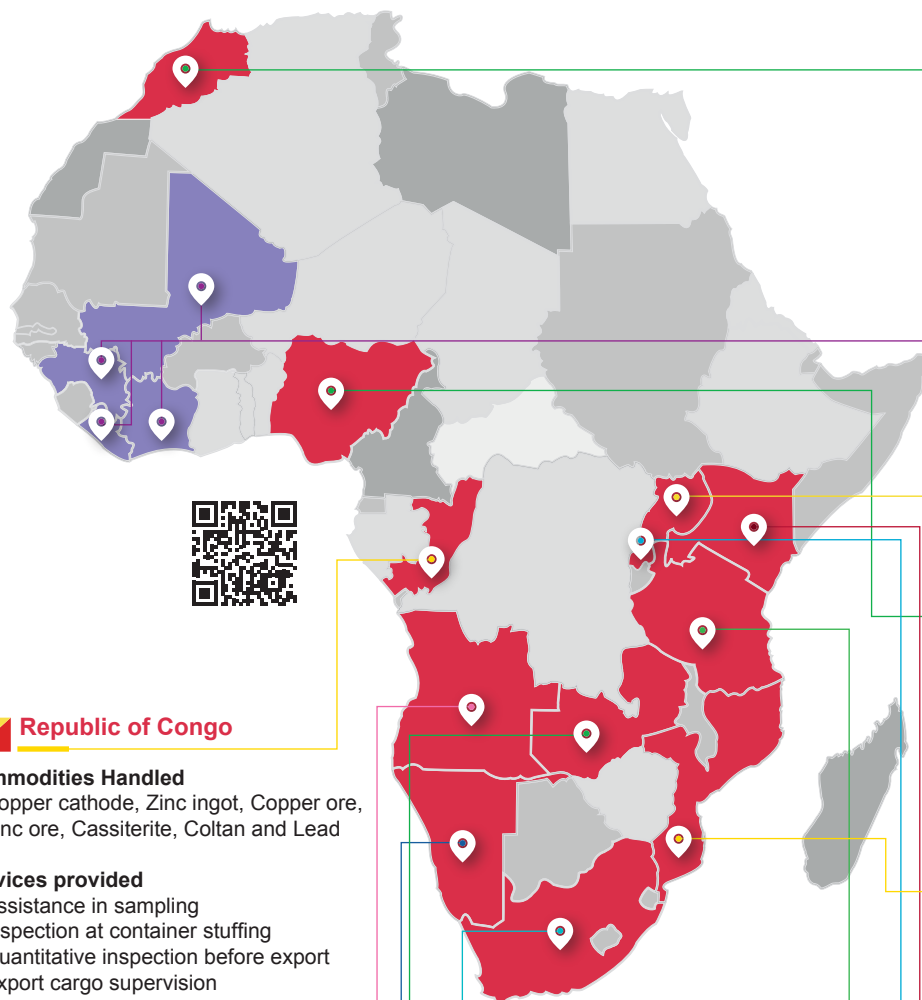 Republic of Congo
mmodities Handled
opper cathode, Zinc ingot, Copper ore,
nc ore, Cassiterite, Coltan and Lead
vices provided
ssistance in sampling
spection at container stuffing
uantitative inspection before export
xport cargo supervision